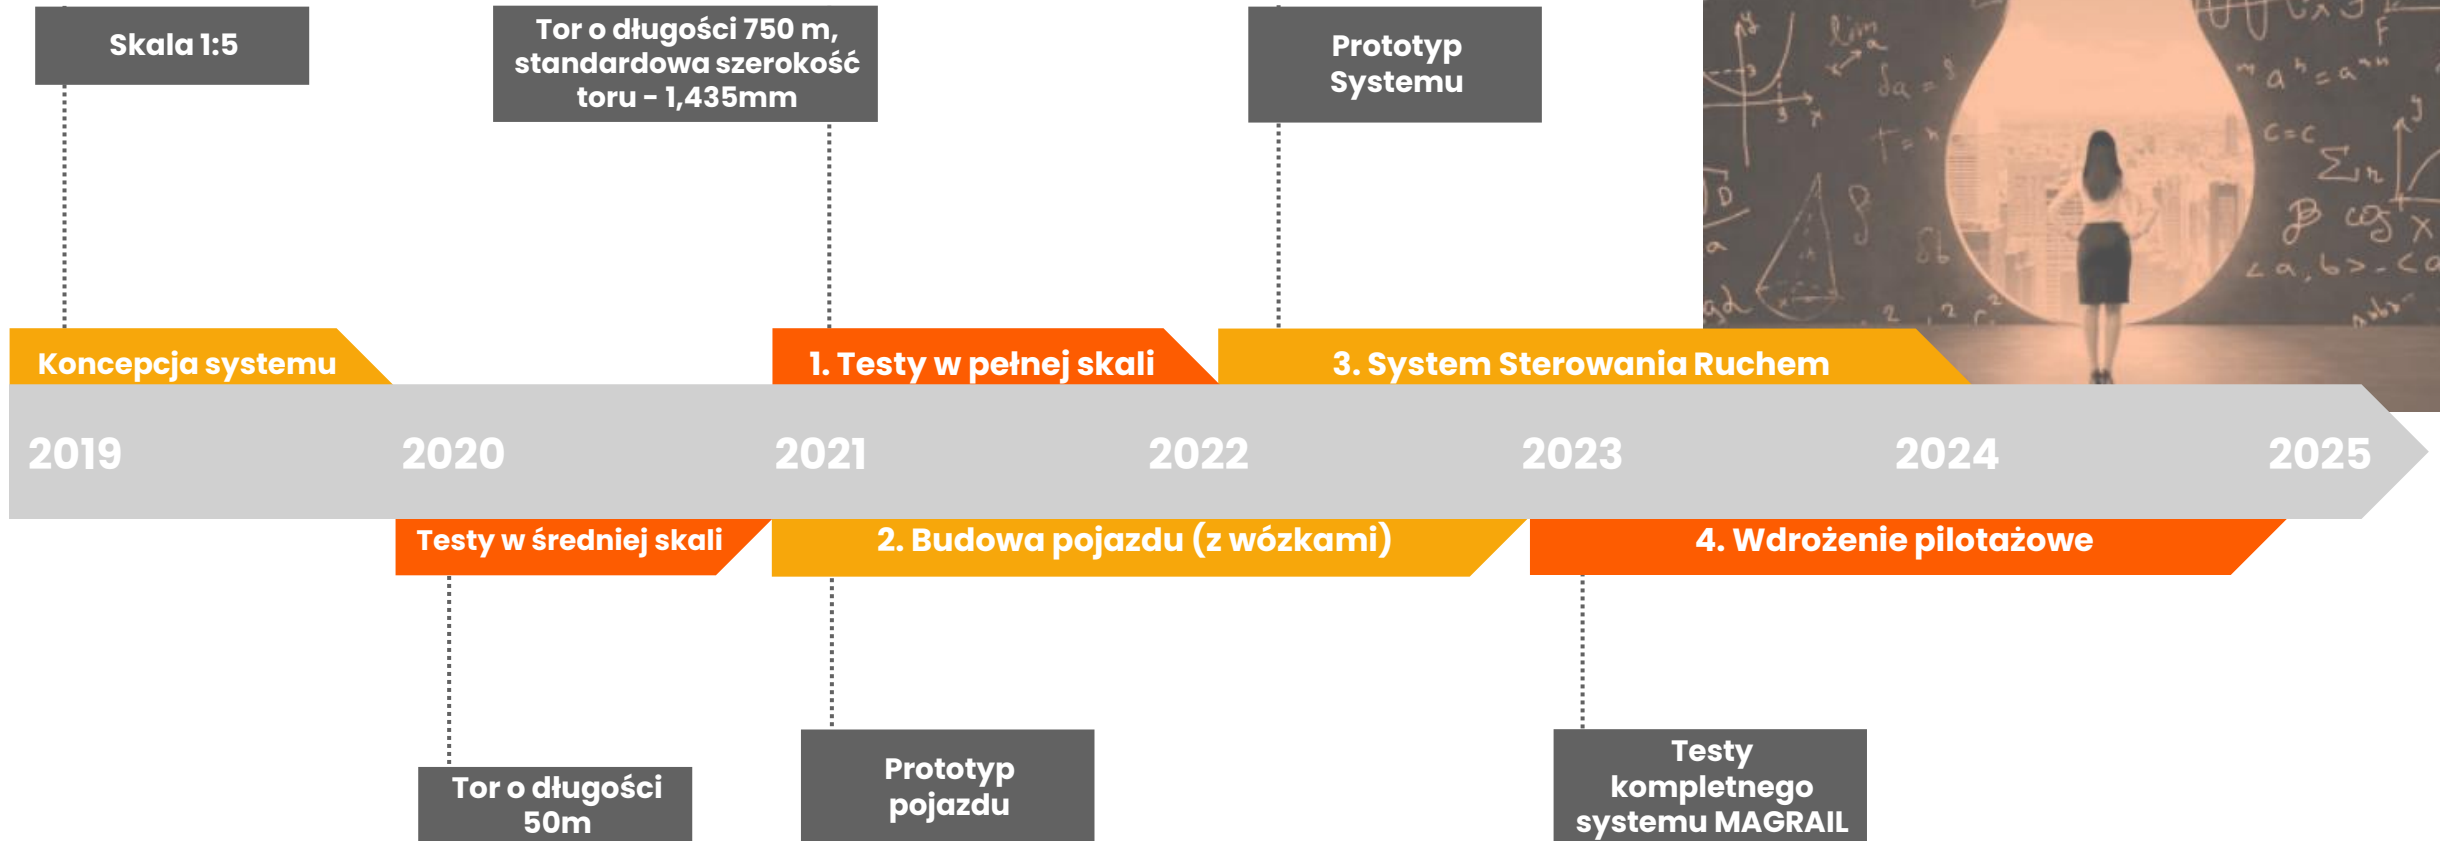 Skala 1:5
Tor o długości 750 m,
standardowa szerokość
toru - 1,435mm
Prototyp
Systemu
Koncepcja systemu
1. Testy w pełnej skali
3. System Sterowania Ruchem
2019
2020
2021
2022
2023
2024
2025
Testy w średniej skali
2. Budowa pojazdu (z wózkami)
4. Wdrożenie pilotażowe
Tor o długości
50m
Prototyp
pojazdu
Testy
kompletnego
systemu MAGRAIL